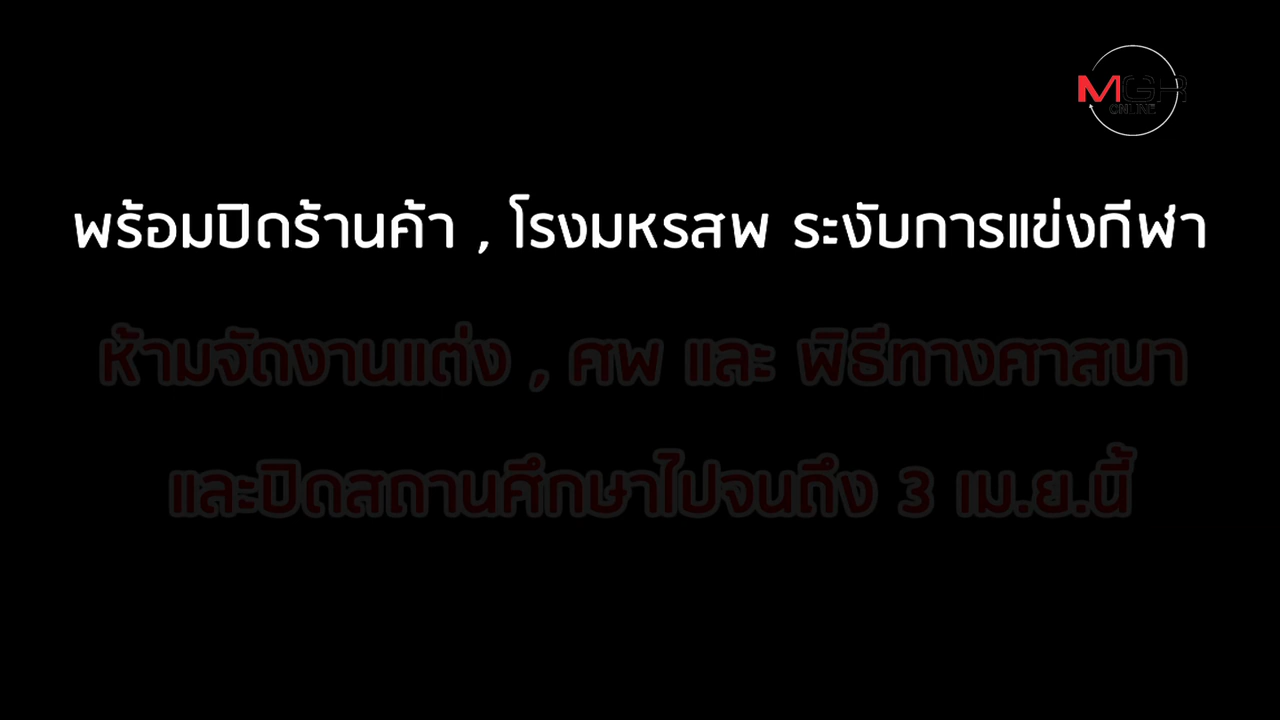 MGR
ONLINE
พร้อมปิดร้านค้า , โรงมหรสพ ระงับการแข่งกีฬา
ห้ามจัดงานแต่ง , ศพ และ พิธีทางศาสนา
และปิดสถานศึกษาไปจนถึง 3 เม.ย.นี้